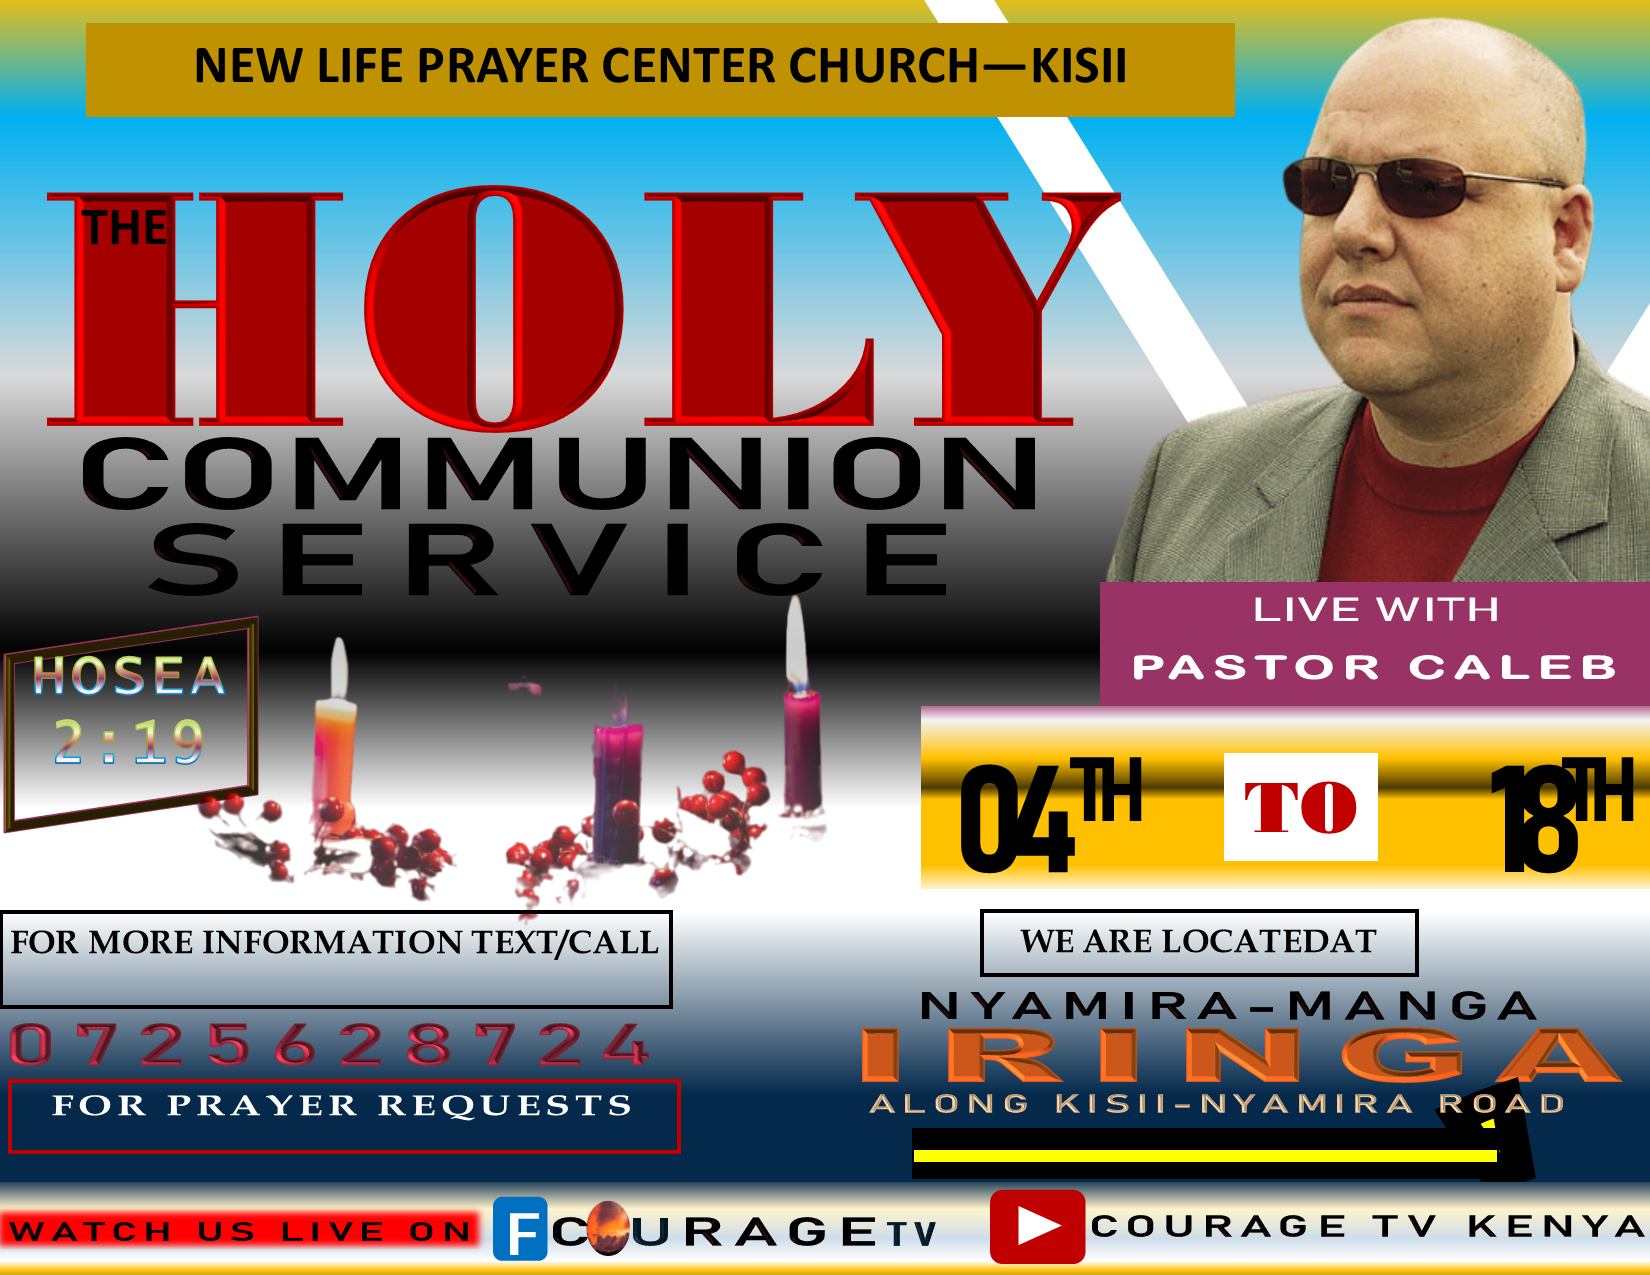 NEW LIFE PRAYER CENTER CHURCH—KISII
THE
HOLY
COMMUNION
SERVICE
HOSEA
2:19
LIVE WITH
PASTOR CALEB
04TH TO 18TH
FOR MORE INFORMATION TEXT/CALL
0725628724
FOR PRAYER REQUESTS
WE ARE LOCATEDAT
NYAMIRA-MANGA
IRINGA
ALONG KISII-NYAMIRA ROAD
WATCH US LIVE ON F COURAGE TV COURAGE TV KENYA